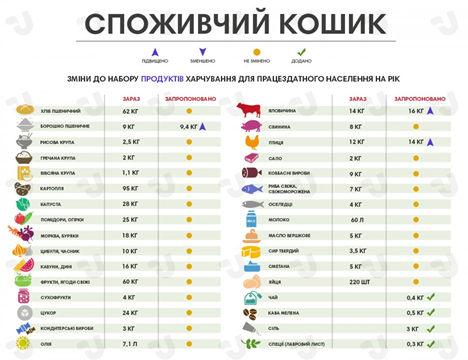 СПОЖИВЧИЙ КОШИК
ПІДВИЩЕНО ЗМЕНШЕНО НЕ ЗМІНЕНО ДОДАНО
ЗМІНИ ДО НАБОРУ ПРОДУКТІВ ХАРЧУВАННЯ ДЛЯ ПРАЦЕЗДАТНОГО НАСЕЛЕННЯ НА РІК
ЗАРАЗ ЗАПРОПОНОВАНО
ХЛІБ ПШЕНИЧНИЙ 62 КГ
БОРОШНО ПШЕНИЧНЕ 9 КГ 9,4 КГ
РИСОВА КРУПА 2,5 КГ
ГРЕЧАНА КРУПА 2 КГ
ВІВСЯНА КРУПА 1,1 КГ
КАРТОПЛЯ 95 КГ
КАПУСТА 28 КГ
ПОМІДОРИ, ОГІРКИ 25 КГ
МОРКВА, БУРЯКИ 18 КГ
ЦИБУЛЯ, ЧАСНИК 10 КГ
КАВУНИ, ДИНІ 16 КГ
ФРУКТИ, ЯГОДИ СВІЖІ 60 КГ
СУХОФРУКТИ 4 КГ
ЦУКОР 24 КГ
КОНДИТЕРСЬКІ ВИРОБИ 3 КГ
ОЛІЯ 7,1 Л
ЗАРАЗ ЗАПРОПОНОВАНО
ЯЛОВИЧИНА 14 КГ 16 КГ
СВИНИНА 8 КГ
ПТИЦЯ 12 КГ 14 КГ
САЛО 2 КГ
КОВБАСНІ ВИРОБИ 9 КГ
РИБА СВІЖА, СВІЖОМОРОЖЕНА 7 КГ
ОСЕЛЕДЦІ 4 КГ
МОЛОКО 60 Л
МАСЛО ВЕРШКОВЕ 5 КГ
СИР ТВЕРДИЙ 3,5 КГ
СМЕТАНА 5 КГ
ЯЙЦЯ 220 ШТ
ЧАЙ 0,4 КГ
КАВА МЕЛЕНА 0,5 КГ
СІЛЬ 3 КГ
СПЕЦІЇ (ЛАВРОВИЙ ЛИСТ) 0,3 КГ